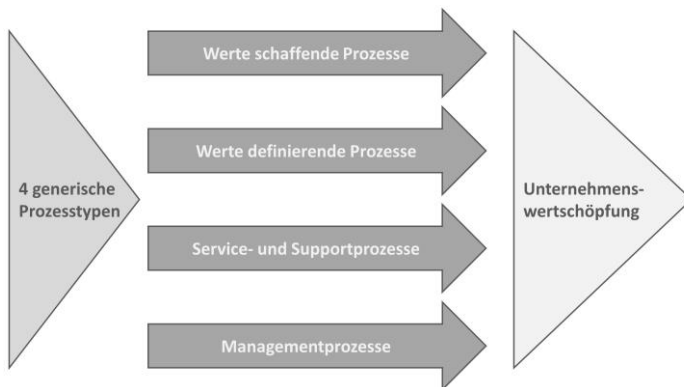 Werte schaffende Prozesse
Werte definierende Prozesse
4 generische
Prozesstypen
Unternehmens-
wertschöpfung
Service- und Supportprozesse
Managementprozesse